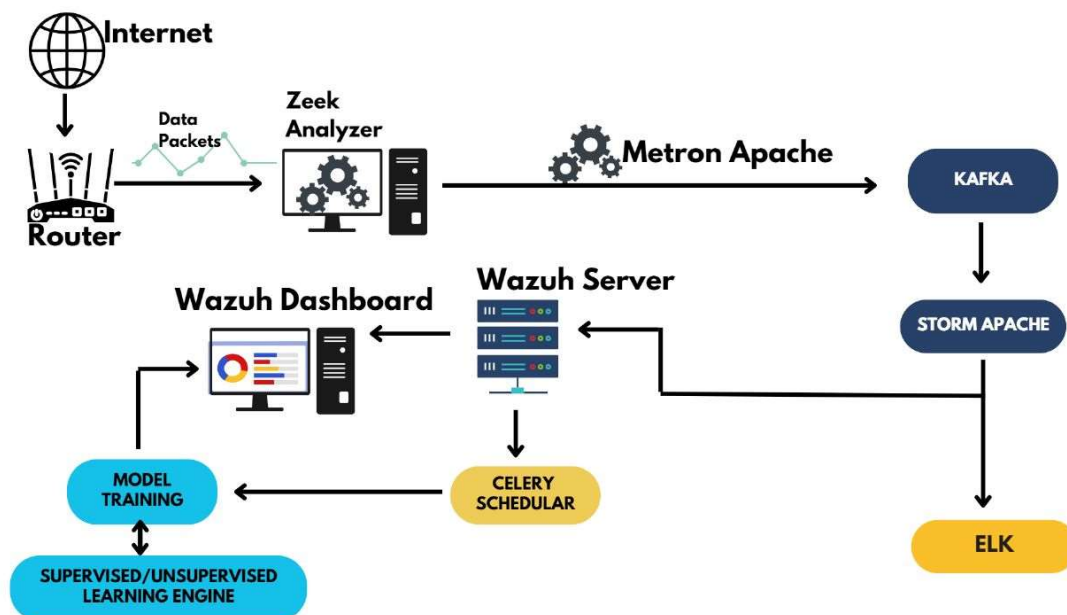 Internet
Data
Packets
Zeek
Analyzer
Metron Apache
KAFKA
Router
Wazuh Server
Wazuh Dashboard
STORM APACHE
MODEL
TRAINING
CELERY
SCHEDULAR
ELK
SUPERVISED/UNSUPERVISED
LEARNING ENGINE